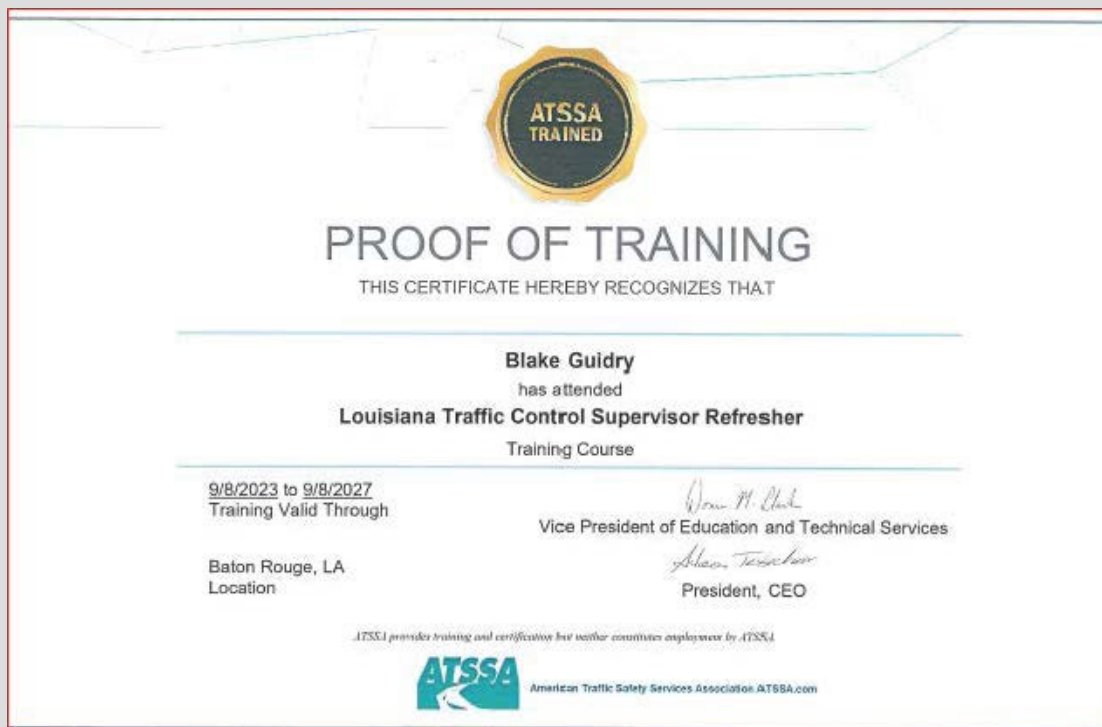 ATSSA
TRAINED
PROOF OF TRAINING
THIS CERTIFICATE HEREBY RECOGNIZES THAT
Blake Guidry
has attended
Louisiana Traffic Control Supervisor Refresher
Training Course
9/8/2023 to 9/8/2027
Training Valid Through
Vice President of Education and Technical Services
Baton Rouge, LA
Location
President, CEO
ATSSA provides training and certification but neither constitutes employment by ATSSA
ATSSA
American Traffic Safety Services Association ATSSA.com